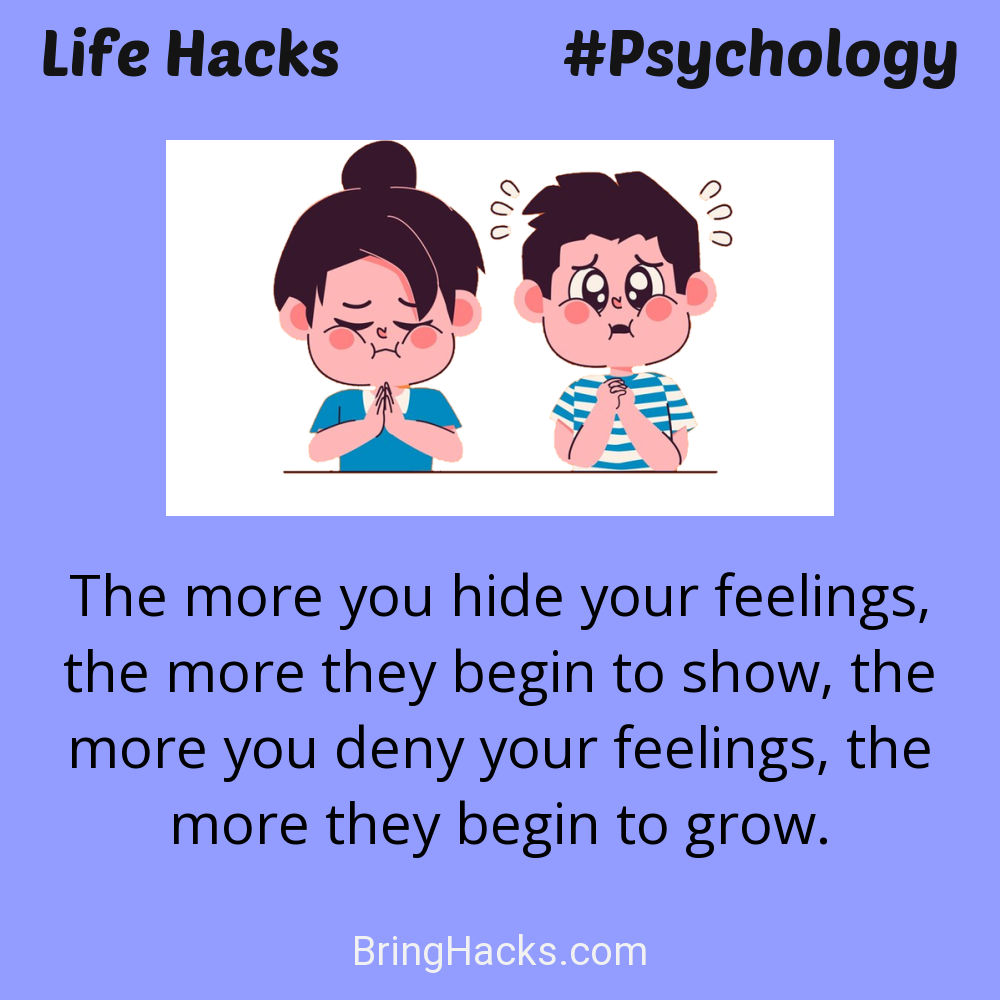 Life Hacks #Psychology
The more you hide your feelings,
the more they begin to show, the
more you deny your feelings, the
more they begin to grow.
BringHacks.com